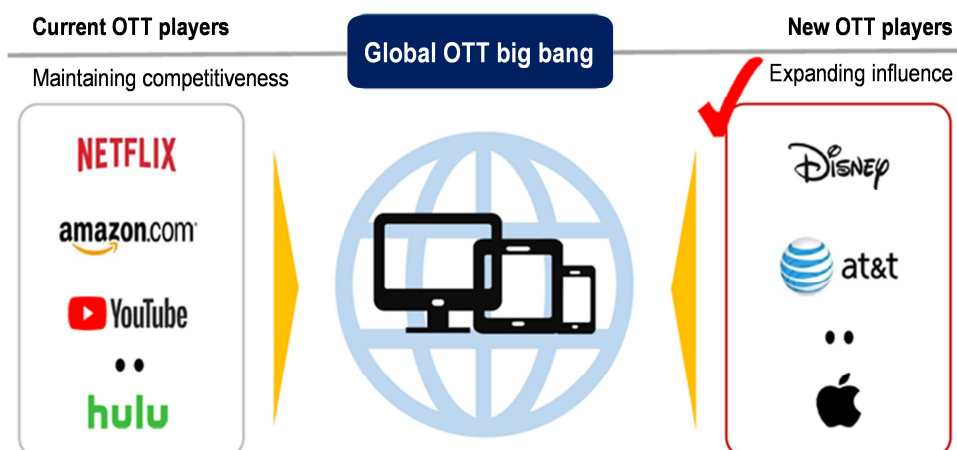 Current OTT players
Global OTT big bang
New OTT players
Maintaining competitiveness
Expanding influence
NETFLIX
amazon.com
YouTube
hulu
Disney
at&t